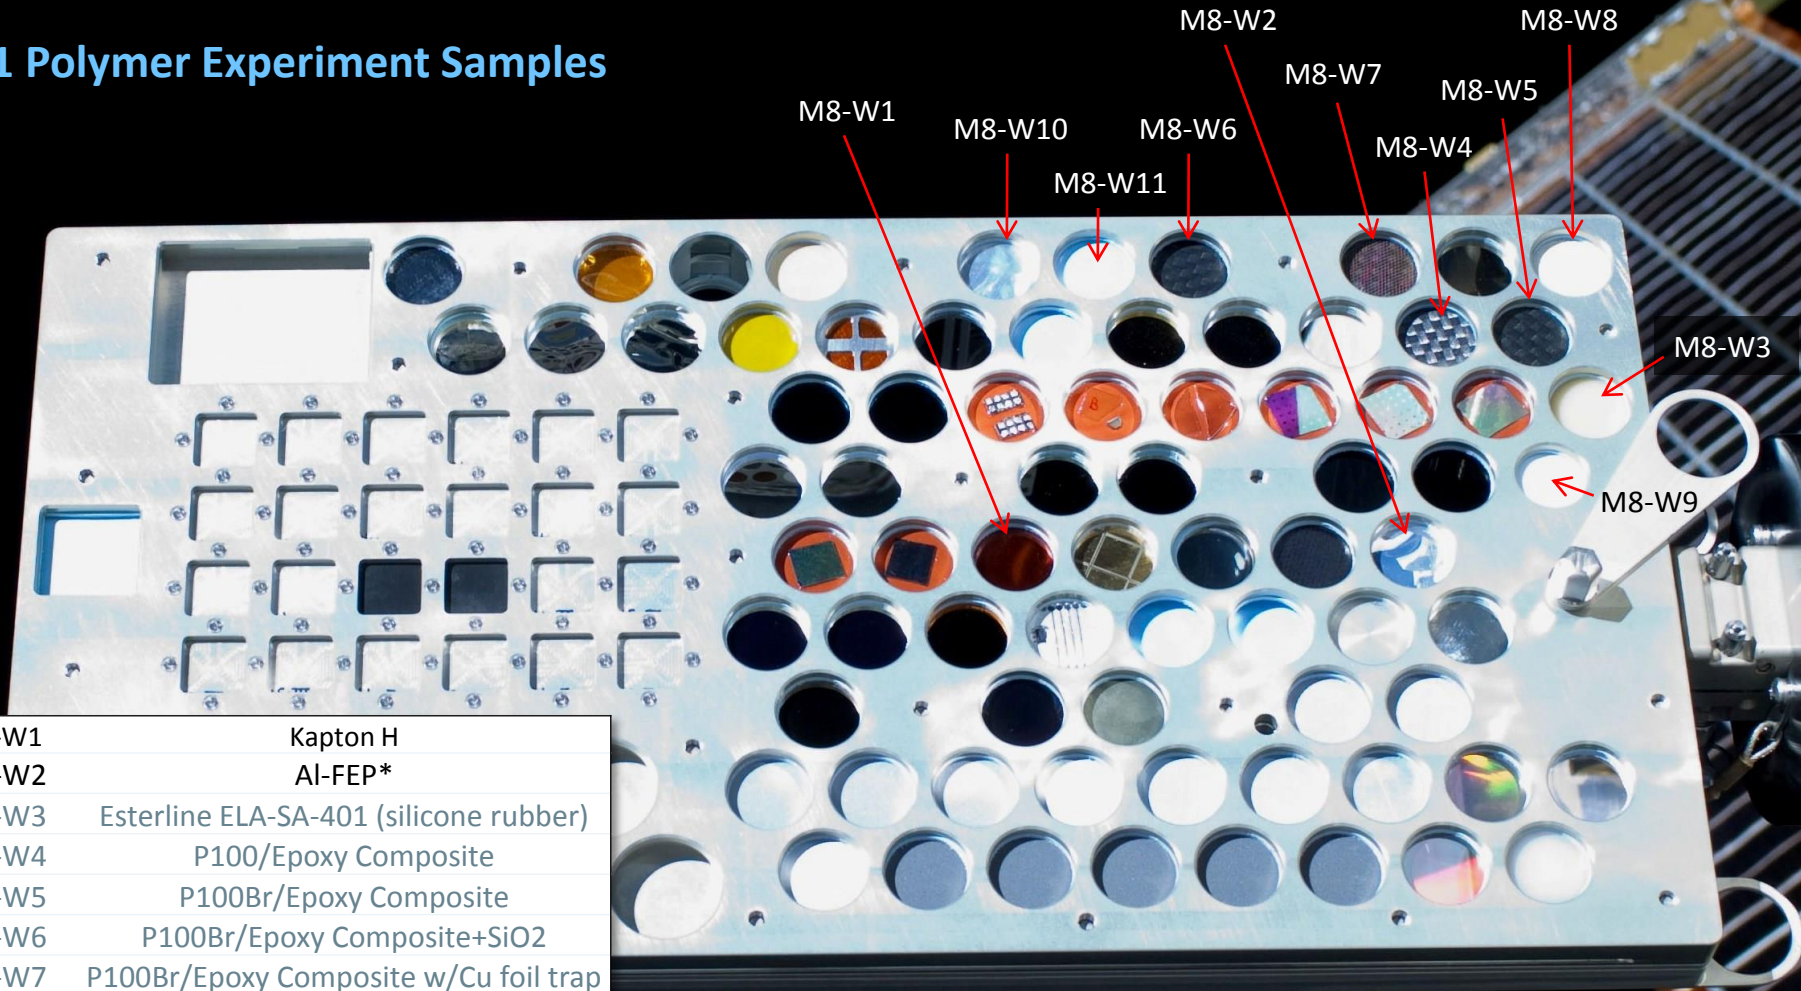 1 Polymer Experiment Samples
M8-W2
M8-W8
M8-W7
M8-W5
M8-W1
M8-W10
M8-W6
M8-W4
M8-W11
M8-W3
M8-W9
-W1 Kapton H
-W2 Al-FEP*
-W3 Esterline ELA-SA-401 (silicone rubber)
-W4 P100/Epoxy Composite
-W5 P100Br/Epoxy Composite
-W6 P100Br/Epoxy Composite+SiO2
-W7 P100Br/Epoxy Composite w/Cu foil trap